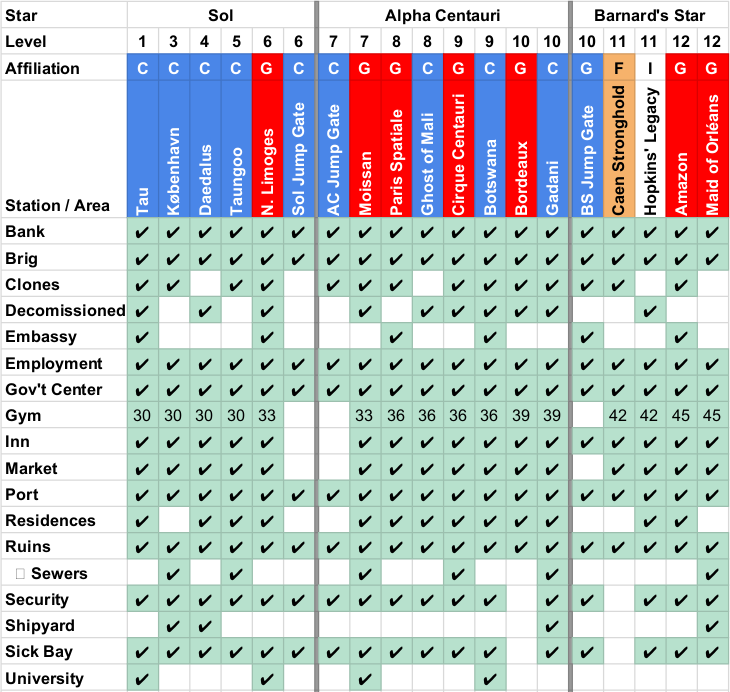 Star Sol Alpha Centauri Barnard's Star
Level 1 3 4 5 6 6 7 7 8 8 9 9 10 10 10 11 11 12 12
Affiliation C C C C G C C G G C G C G C G F I G G
Station / Area Tau København Daedalus Taungoo N. Limoges Sol Jump Gate AC Jump Gate Moissan Paris Spatiale Ghost of Mali Cirque Centauri Botswana Bordeaux Gadani BS Jump Gate Caen Stronghold Hopkins' Legacy Amazon Maid of Orléans
Bank ✔ ✔ ✔ ✔ ✔ ✔ ✔ ✔ ✔ ✔ ✔ ✔ ✔ ✔ ✔ ✔ ✔ ✔ ✔
Brig ✔ ✔ ✔ ✔ ✔ ✔ ✔ ✔ ✔ ✔ ✔ ✔ ✔ ✔ ✔ ✔ ✔ ✔ ✔
Clones ✔ ✔ ✔ ✔ ✔ ✔ ✔ ✔ ✔ ✔ ✔ ✔ ✔ ✔
Decomissioned ✔ ✔ ✔ ✔ ✔ ✔ ✔ ✔ ✔ ✔
Embassy ✔ ✔ ✔ ✔ ✔ ✔
Employment ✔ ✔ ✔ ✔ ✔ ✔ ✔ ✔ ✔ ✔ ✔ ✔ ✔ ✔ ✔ ✔ ✔ ✔ ✔
Gov't Center ✔ ✔ ✔ ✔ ✔ ✔ ✔ ✔ ✔ ✔ ✔ ✔ ✔ ✔ ✔ ✔ ✔ ✔ ✔
Gym 30 30 30 30 33 33 36 36 36 36 39 39 42 42 45 45
Inn ✔ ✔ ✔ ✔ ✔ ✔ ✔ ✔ ✔ ✔ ✔ ✔ ✔ ✔ ✔ ✔ ✔
Market ✔ ✔ ✔ ✔ ✔ ✔ ✔ ✔ ✔ ✔ ✔ ✔ ✔ ✔ ✔ ✔
Port ✔ ✔ ✔ ✔ ✔ ✔ ✔ ✔ ✔ ✔ ✔ ✔ ✔ ✔ ✔ ✔ ✔ ✔ ✔
Residences ✔ ✔ ✔ ✔ ✔ ✔ ✔ ✔ ✔ ✔ ✔ ✔ ✔
Ruins ✔ ✔ ✔ ✔ ✔ ✔ ✔ ✔ ✔ ✔ ✔ ✔ ✔ ✔ ✔ ✔ ✔ ✔ ✔
Sewers ✔ ✔ ✔ ✔ ✔ ✔
Security ✔ ✔ ✔ ✔ ✔ ✔ ✔ ✔ ✔ ✔ ✔ ✔ ✔ ✔ ✔ ✔ ✔
Shipyard ✔ ✔ ✔ ✔
Sick Bay ✔ ✔ ✔ ✔ ✔ ✔ ✔ ✔ ✔ ✔ ✔ ✔ ✔ ✔ ✔ ✔ ✔
University ✔ ✔ ✔ ✔